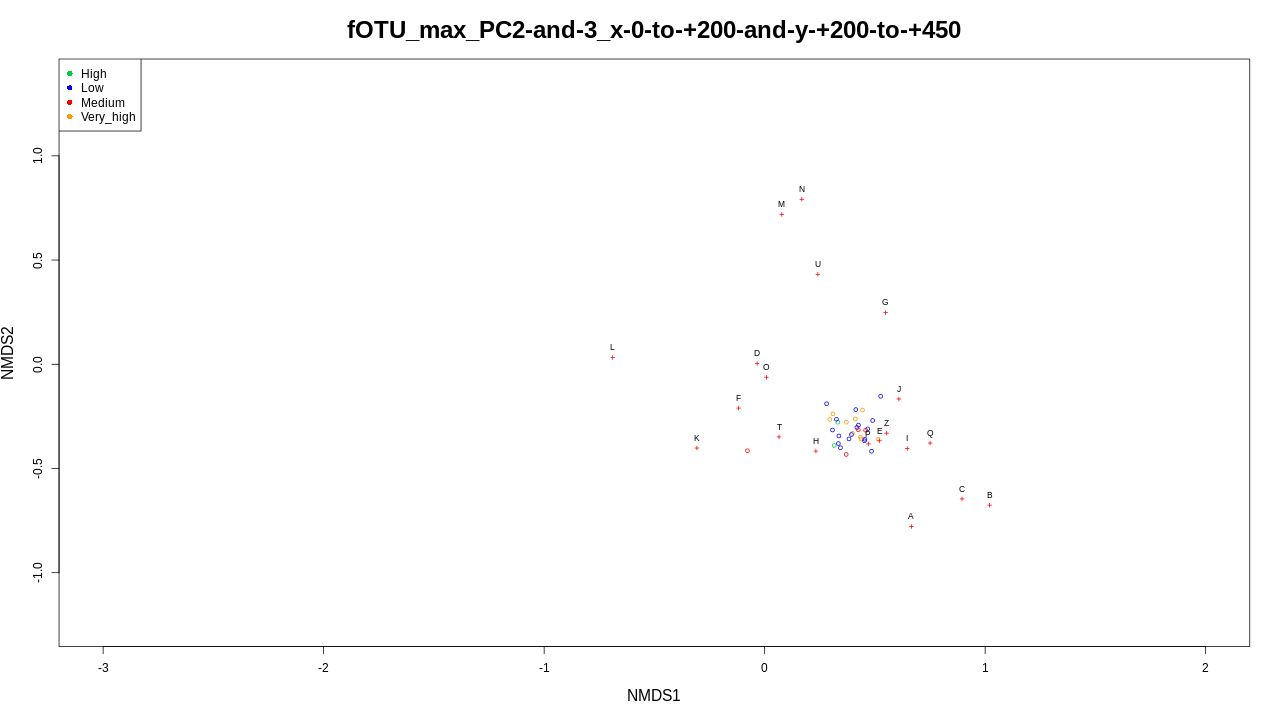 fOTU_max_PC2-and-3_x-0-to-+200-and-y-+200-to-+450
High
Low
Medium
Very_high
N
M
U
G
L
D
O
J
F
Z
T
E
Q
K
H
I
C
B
A
1.0
0.5
0.0
-0.5
-1.0
NMDS2
-3
-2
-1
0
1
2
NMDS1